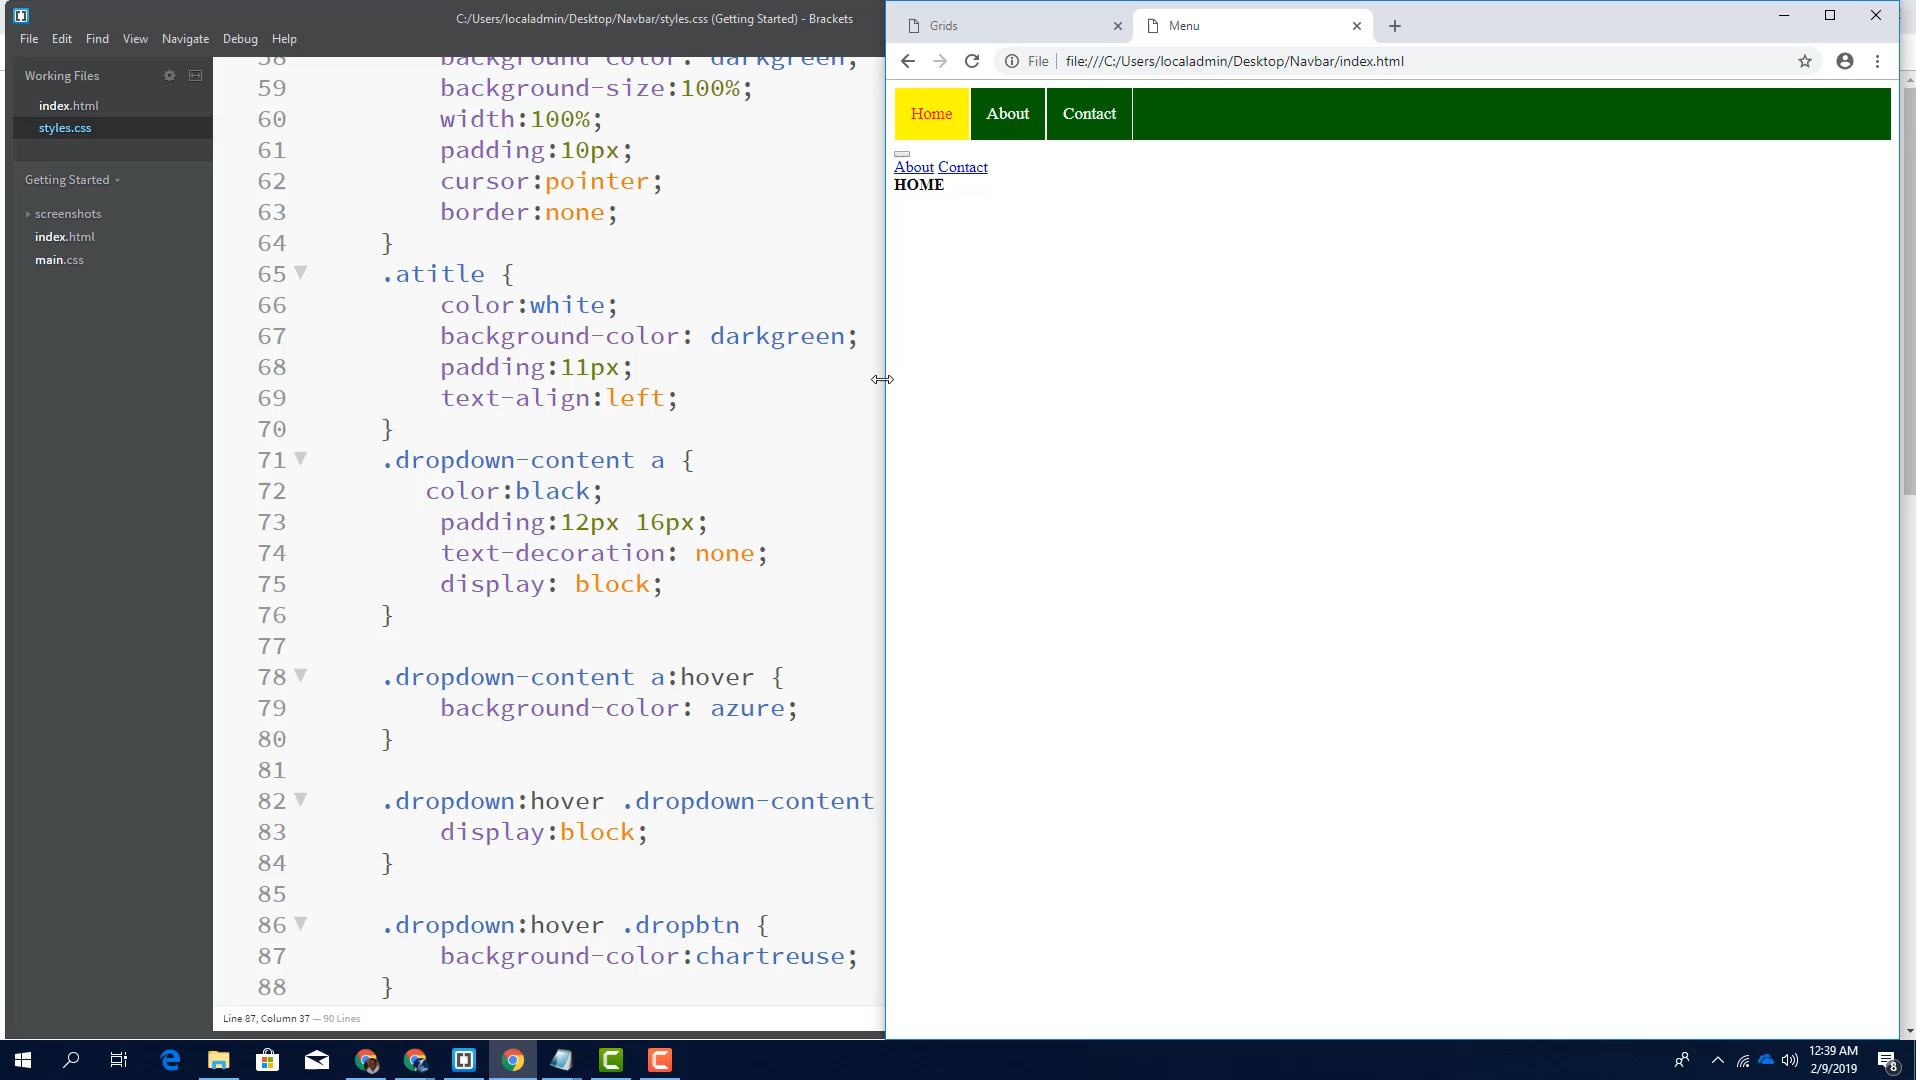 C:/Users/localadmin/Desktop/Navbar/styles.css (Getting Started) - Brackets
File Edit Find View Navigate Debug Help
Working Files
index.html
styles.css
Getting Started
screenshots
index.html
main.css
58 background-color: darkgreen;
59 background-size:100%;
60 width:100%;
61 padding:10px;
62 cursor:pointer;
63 border:none;
64 }
65 .atitle {
66 color:white;
67 background-color: darkgreen;
68 padding:11px;
69 text-align:left;
70 }
71 .dropdown-content a {
72 color:black;
73 padding:12px 16px;
74 text-decoration: none;
75 display: block;
76 }
77
78 .dropdown-content a:hover {
79 background-color: azure;
80 }
81
82 .dropdown:hover .dropdown-content
83 display:block;
84 }
85
86 .dropdown:hover .dropbtn {
87 background-color:chartreuse;
88 }
Line 87, Column 37 — 90 Lines
Grids
Menu
File file:///C:/Users/localadmin/Desktop/Navbar/index.html
Home About Contact
About Contact
HOME
12:39 AM
2/9/2019
8